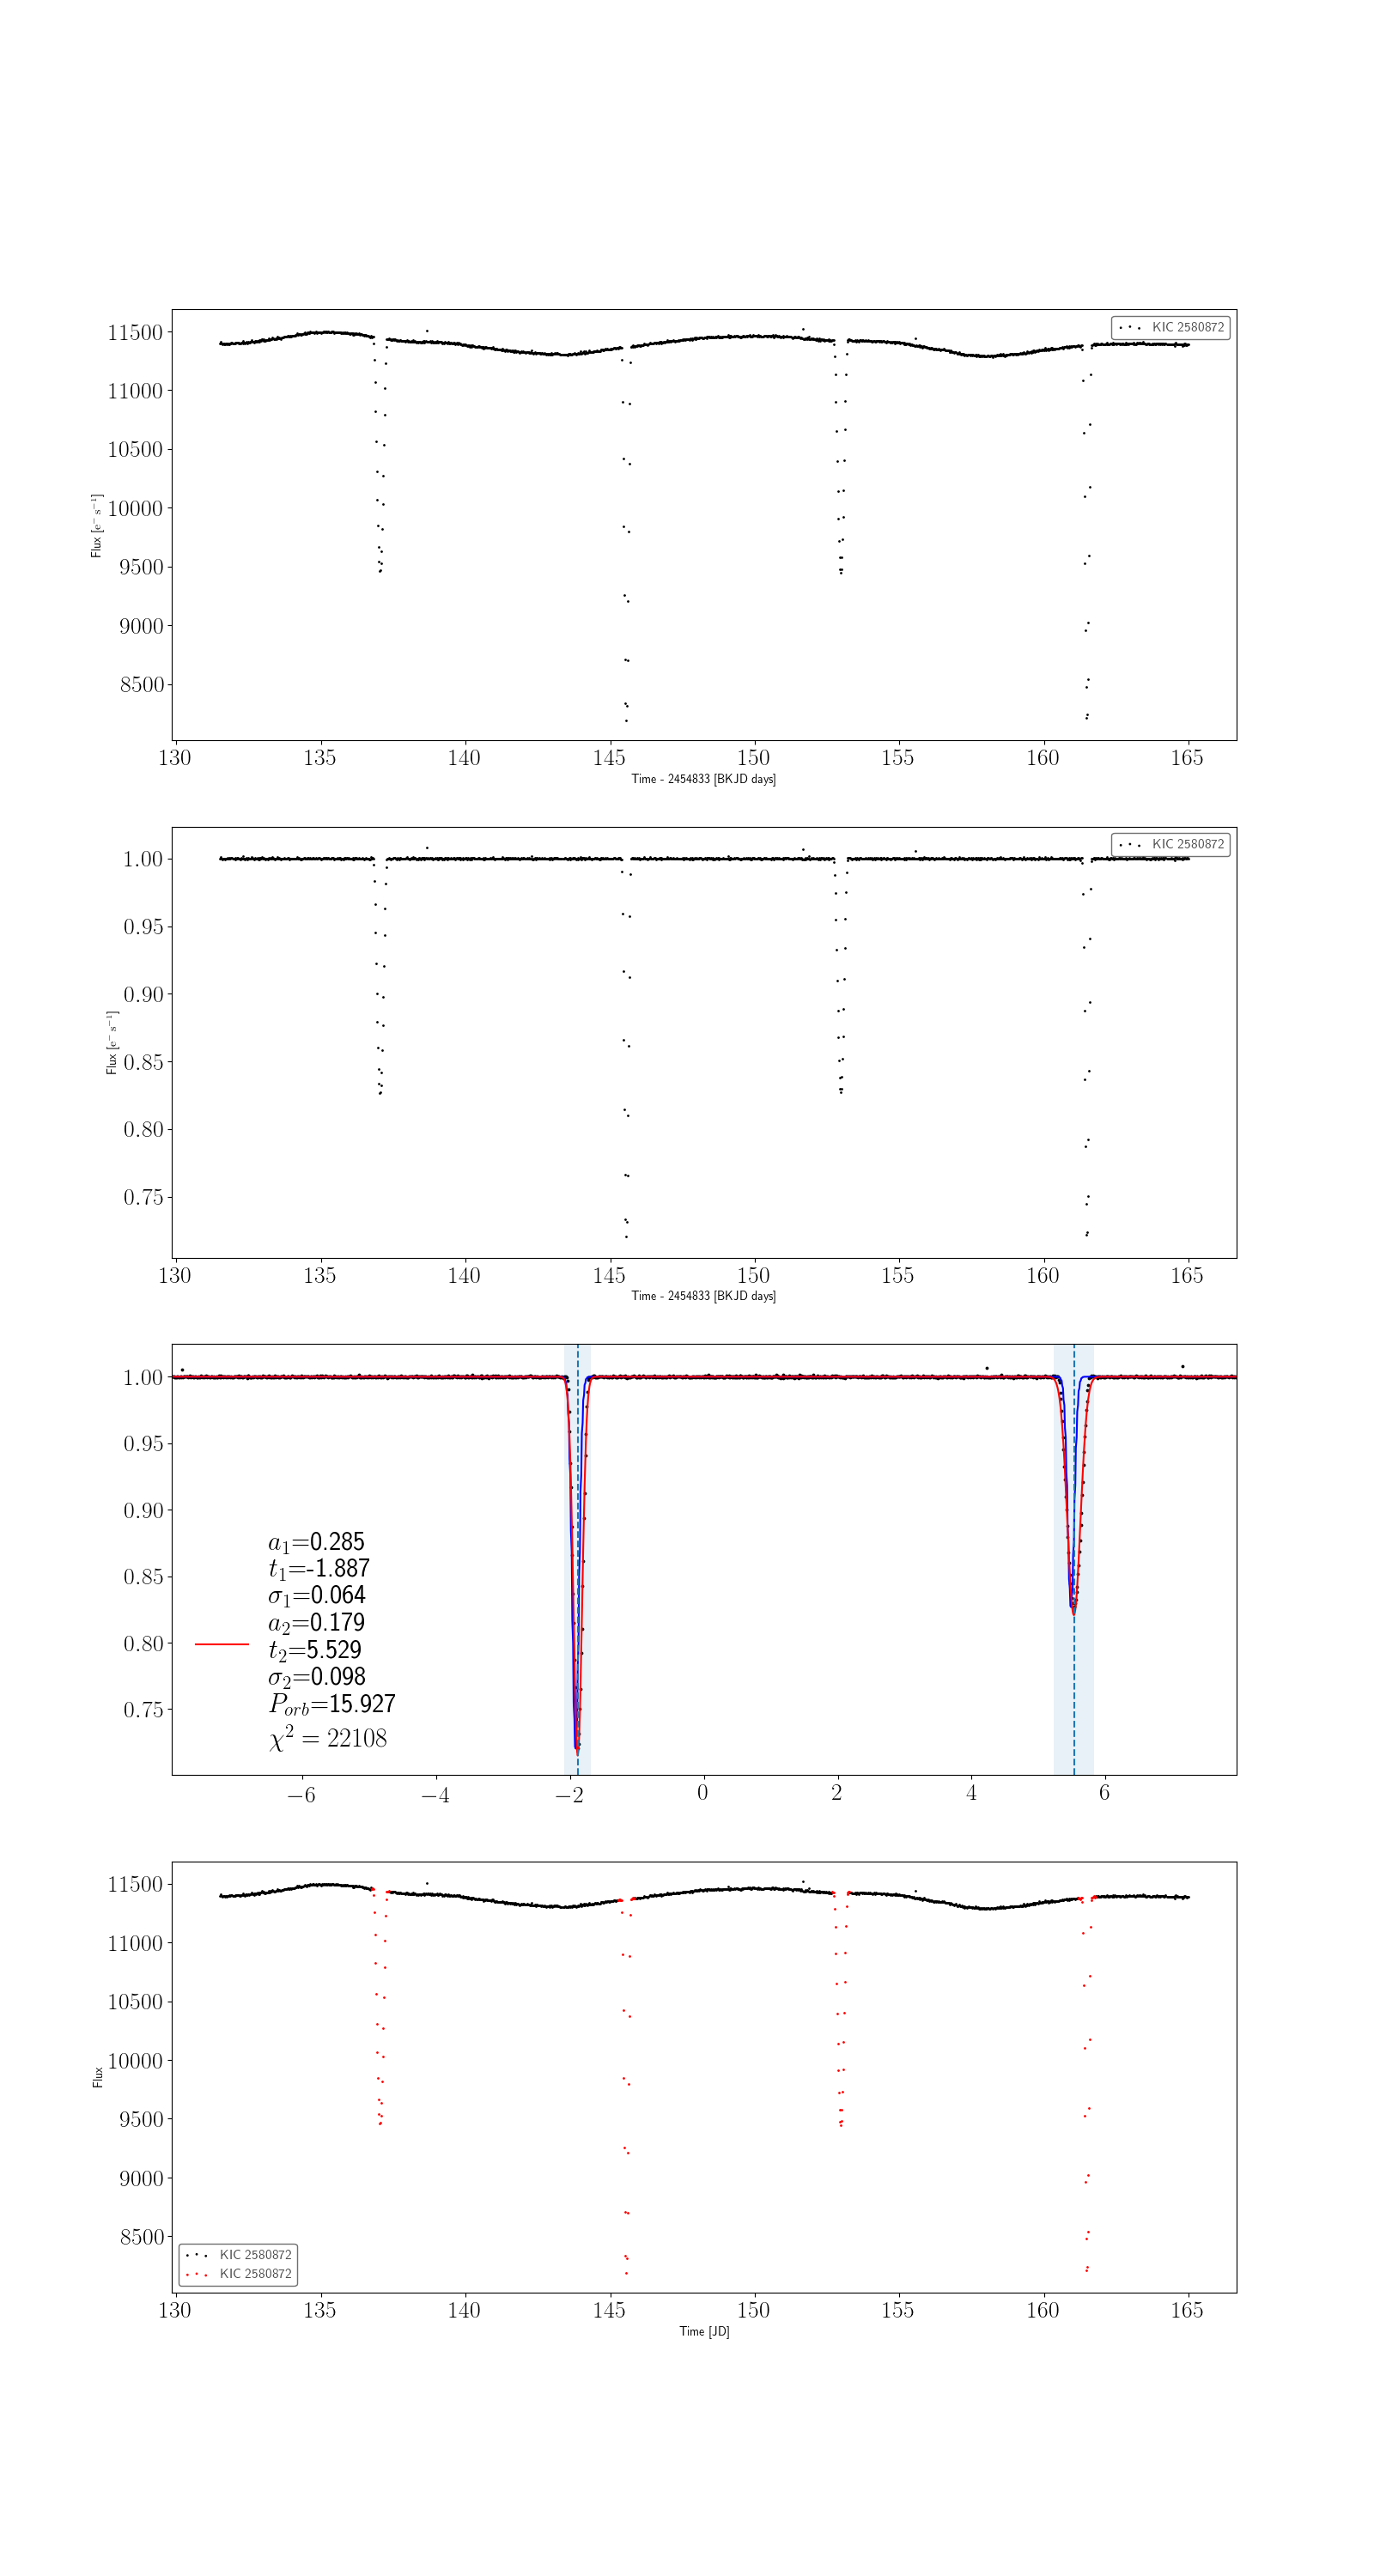 KIC 2580872
11500
11000
10500
10000
9500
9000
8500
Flux [e⁻ s⁻¹]
130 135 140 145 150 155 160 165
Time - 2454833 [BKJD days]
KIC 2580872
1.00
0.95
0.90
0.85
0.80
0.75
Flux [e⁻ s⁻¹]
130 135 140 145 150 155 160 165
Time - 2454833 [BKJD days]
1.00
0.95
0.90
0.85
0.80
0.75
a₁=0.285
t₁=-1.887
σ₁=0.064
a₂=0.179
t₂=5.529
σ₂=0.098
P_orb=15.927
χ² = 22108
−6 −4 −2 0 2 4 6
11500
11000
10500
10000
9500
9000
8500
Flux
KIC 2580872
KIC 2580872
130 135 140 145 150 155 160 165
Time [JD]